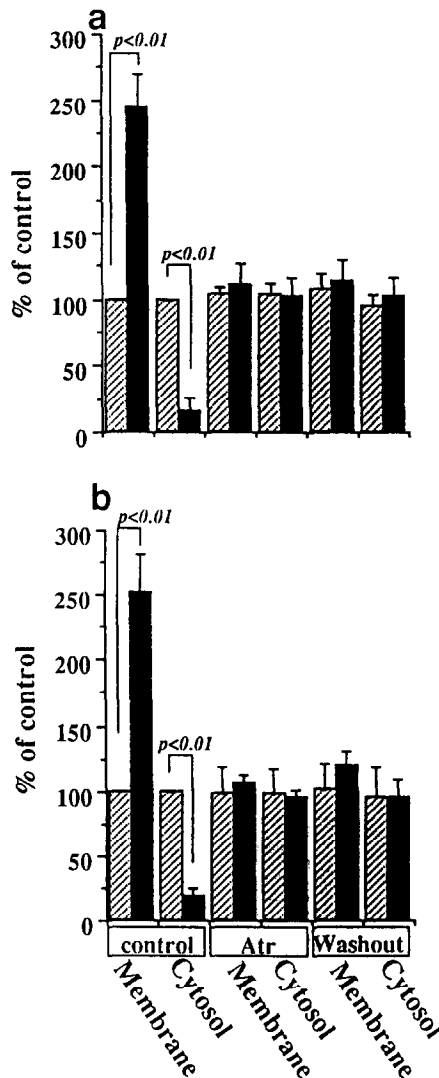 a
300
250
200
150
100
50
0
% of control
p<0.01
p<0.01
b
300
250
200
150
100
50
0
% of control
p<0.01
p<0.01
control Atr Washout
Membrane Cytosol Membrane Cytosol Membrane Cytosol